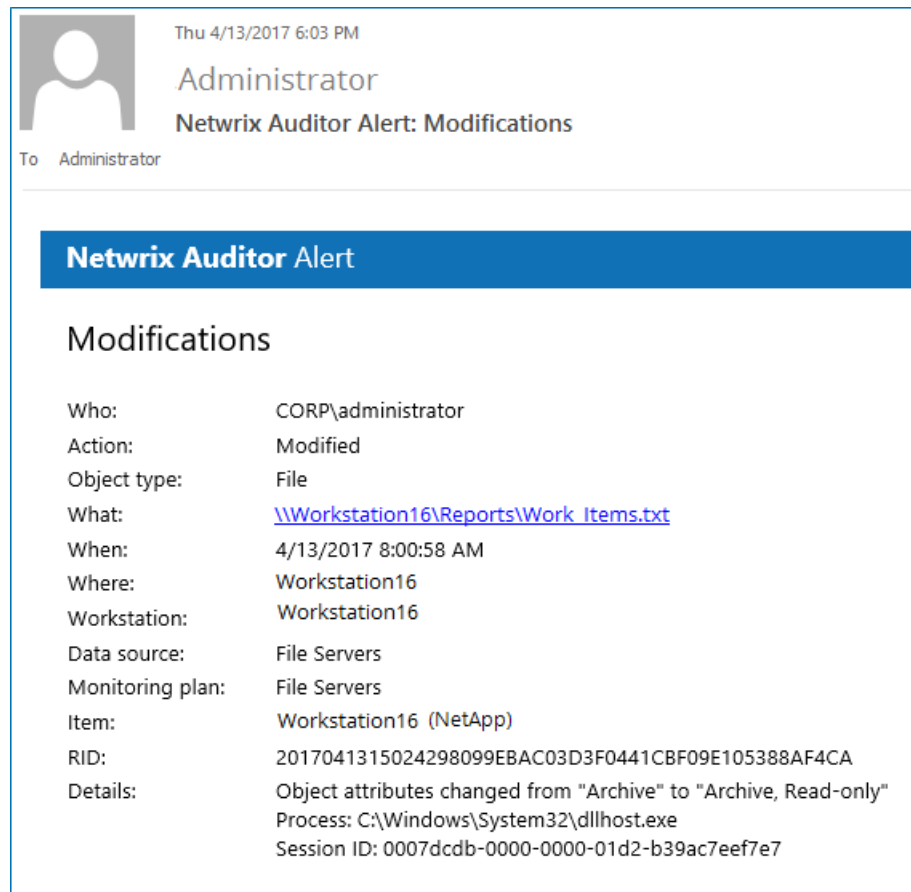 Thu 4/13/2017 6:03 PM
Administrator
Netwrix Auditor Alert: Modifications
To Administrator
Netwrix Auditor Alert
Modifications
Who: CORP\administrator
Action: Modified
Object type: File
What: \\Workstation16\Reports\Work_Items.txt
When: 4/13/2017 8:00:58 AM
Where: Workstation16
Workstation: Workstation16
Data source: File Servers
Monitoring plan: File Servers
Item: Workstation16 (NetApp)
RID: 2017041315024298099EBAC03D3F0441CBF09E105388AF4CA
Details: Object attributes changed from "Archive" to "Archive, Read-only"
Process: C:\Windows\System32\dllhost.exe
Session ID: 0007dcdb-0000-0000-01d2-b39ac7eef7e7